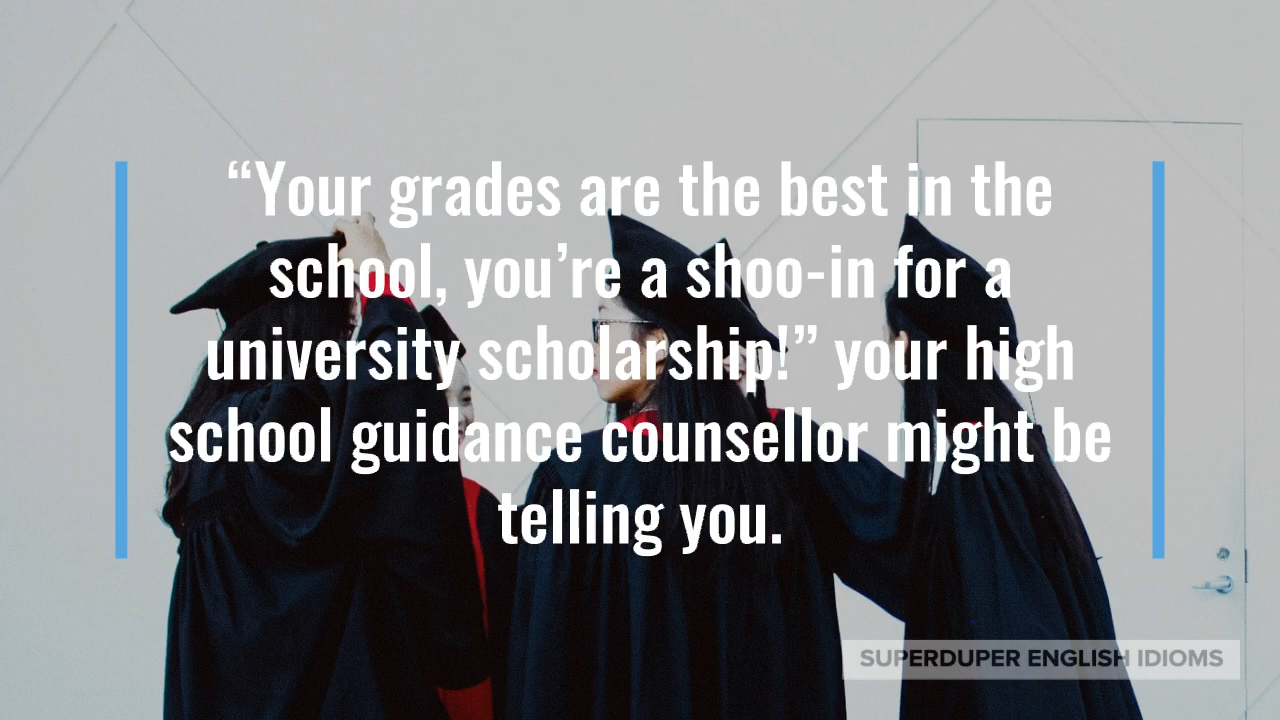 “Your grades are the best in the
school, you’re a shoo-in for a
university scholarship!” your high
school guidance counsellor might be
telling you.
SUPERDUPER ENGLISH IDIOMS